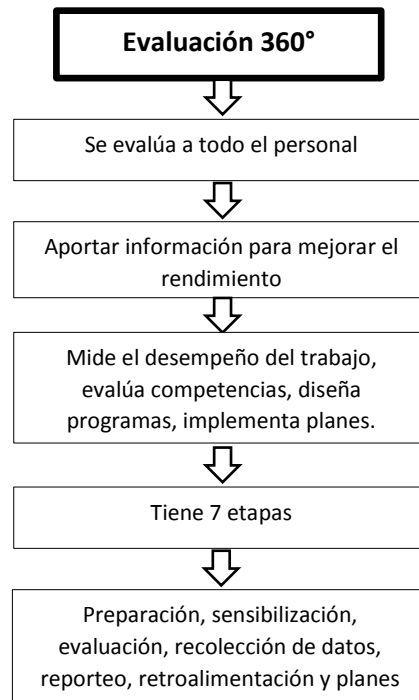 Evaluación 360°
Se evalúa a todo el personal
Aportar información para mejorar el
rendimiento
Mide el desempeño del trabajo,
evalúa competencias, diseña
programas, implementa planes.
Tiene 7 etapas
Preparación, sensibilización,
evaluación, recolección de datos,
reporteo, retroalimentación y planes